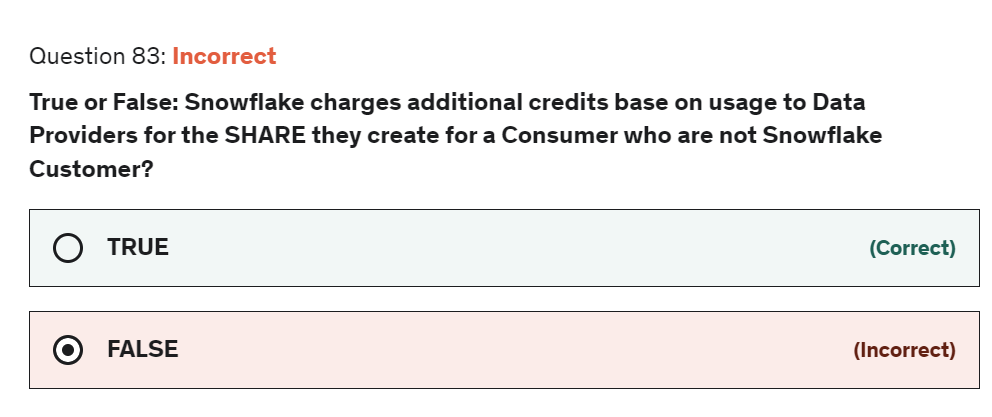 Question 83: Incorrect
True or False: Snowflake charges additional credits base on usage to Data
Providers for the SHARE they create for a Consumer who are not Snowflake
Customer?
TRUE (Correct)
FALSE (Incorrect)